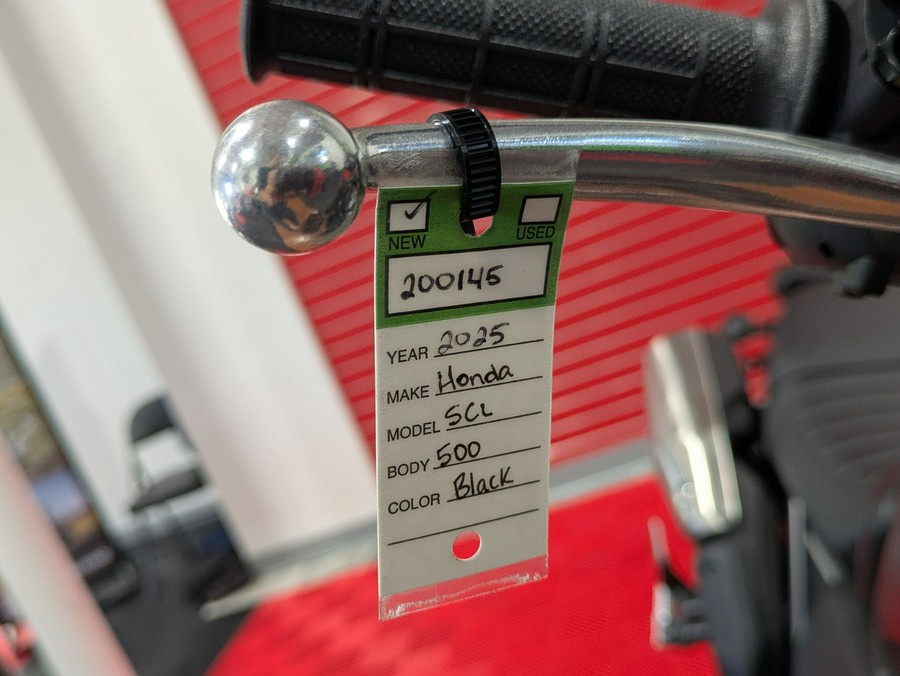 NEW USED
200145
YEAR 2025
MAKE Honda
MODEL SCL
BODY 500
COLOR Black